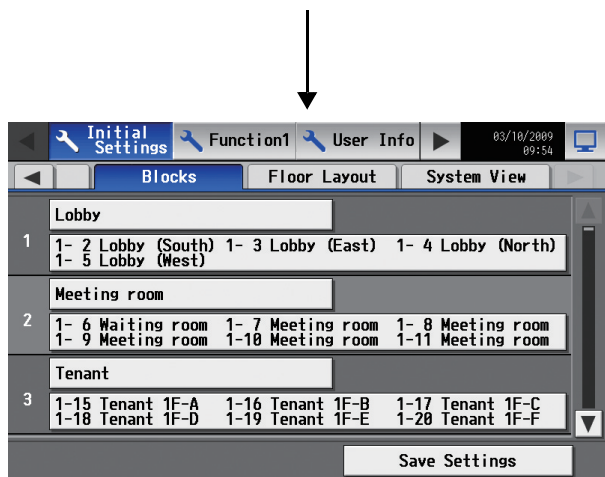 Initial Settings Function1 User Info 03/10/2009 09:54
Blocks Floor Layout System View
Lobby
1
1- 2 Lobby (South) 1- 3 Lobby (East) 1- 4 Lobby (North)
1- 5 Lobby (West)
Meeting room
2
1- 6 Waiting room 1- 7 Meeting room 1- 8 Meeting room
1- 9 Meeting room 1-10 Meeting room 1-11 Meeting room
Tenant
3
1-15 Tenant 1F-A 1-16 Tenant 1F-B 1-17 Tenant 1F-C
1-18 Tenant 1F-D 1-19 Tenant 1F-E 1-20 Tenant 1F-F
Save Settings